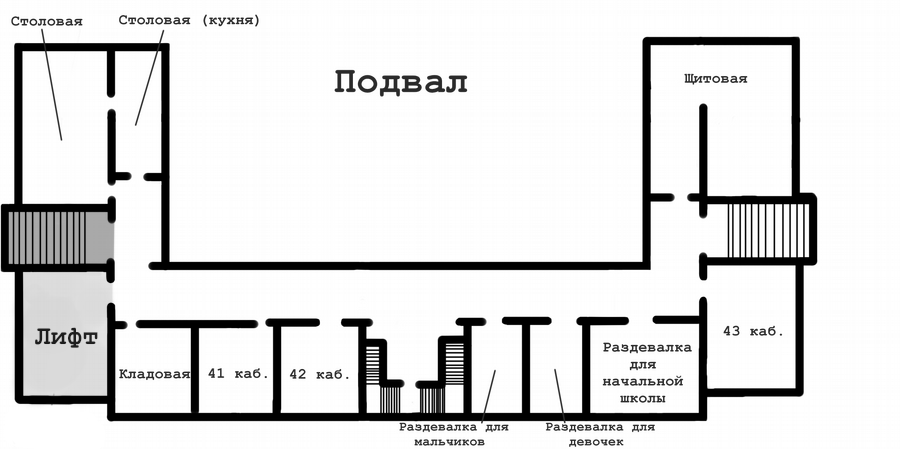 Столовая
Столовая (кухня)
Подвал
Щитовая
Лифт
Кладовая
41 каб.
42 каб.
Раздевалка
для
начальной
школы
43 каб.
Раздевалка для
мальчиков
Раздевалка для
девочек